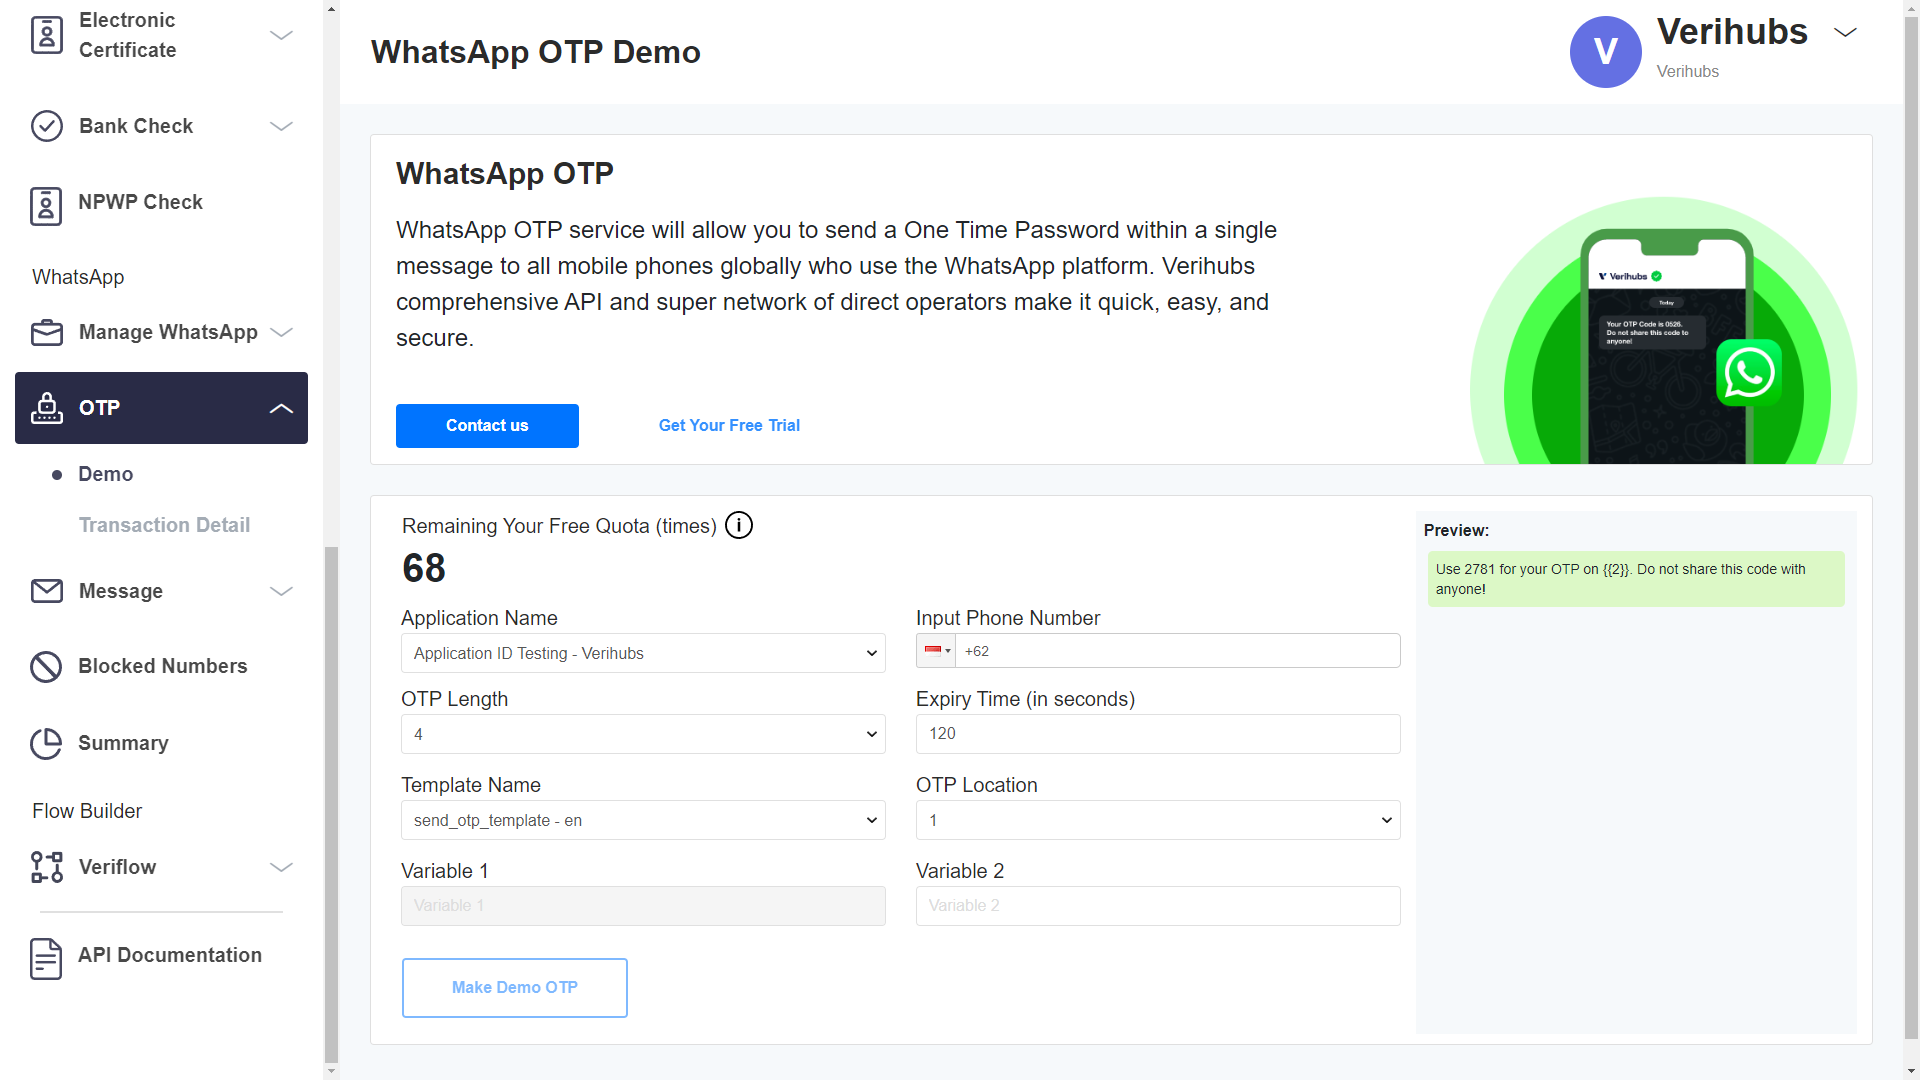 Electronic
Certificate
Bank Check
NPWP Check
WhatsApp
Manage WhatsApp
OTP
Demo
Transaction Detail
Message
Blocked Numbers
Summary
Flow Builder
Veriflow
API Documentation
WhatsApp OTP Demo
V
Verihubs
Verihubs
WhatsApp OTP
WhatsApp OTP service will allow you to send a One Time Password within a single
message to all mobile phones globally who use the WhatsApp platform. Verihubs
comprehensive API and super network of direct operators make it quick, easy, and
secure.
Contact us
Get Your Free Trial
Verihubs
Today
Your OTP Code is 0526.
Do not share this code to
anyone!
Remaining Your Free Quota (times)
68
Application Name
Application ID Testing - Verihubs
Input Phone Number
+62
OTP Length
4
Expiry Time (in seconds)
120
Template Name
send_otp_template - en
OTP Location
1
Variable 1
Variable 1
Variable 2
Variable 2
Make Demo OTP
Preview:
Use 2781 for your OTP on {{2}}. Do not share this code with
anyone!